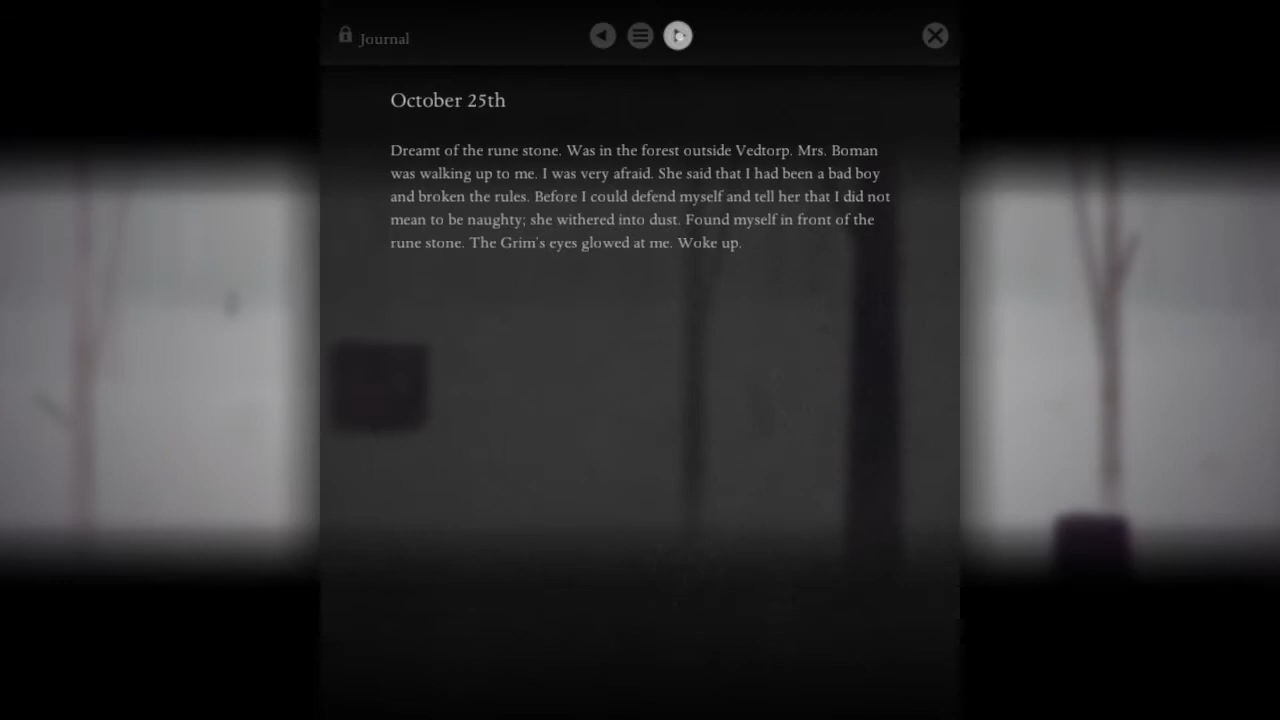 Journal
October 25th
Dreamt of the rune stone. Was in the forest outside Vedtorp. Mrs. Boman
was walking up to me. I was very afraid. She said that I had been a bad boy
and broken the rules. Before I could defend myself and tell her that I did not
mean to be naughty; she withered into dust. Found myself in front of the
rune stone. The Grim's eyes glowed at me. Woke up.